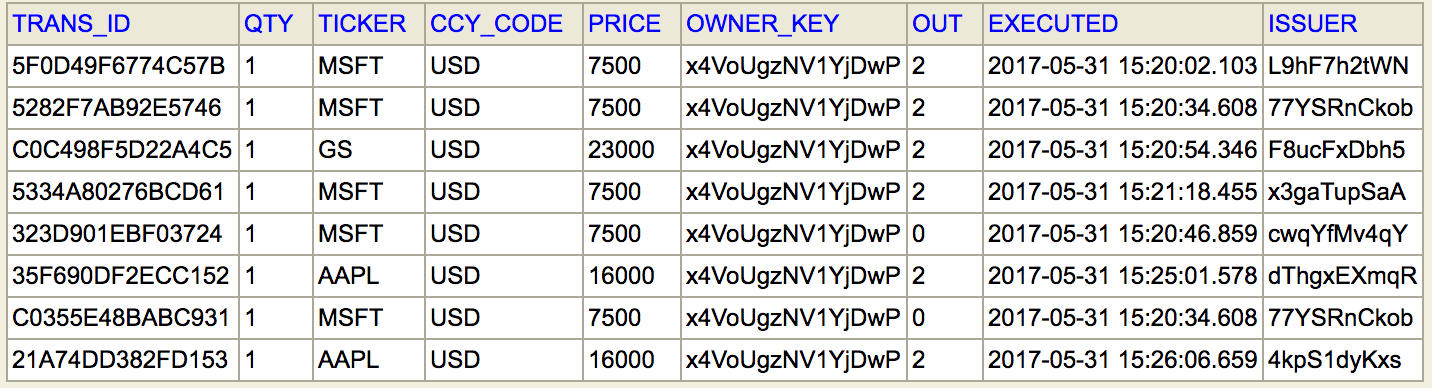 TRANS_ID QTY TICKER CCY_CODE PRICE OWNER_KEY OUT EXECUTED ISSUER
5F0D49F6774C57B 1 MSFT USD 7500 x4VoUgzNV1YjDwP 2 2017-05-31 15:20:02.103 L9hF7h2tWN
5282F7AB92E5746 1 MSFT USD 7500 x4VoUgzNV1YjDwP 2 2017-05-31 15:20:34.608 77YSRnCkob
C0C498F5D22A4C5 1 GS USD 23000 x4VoUgzNV1YjDwP 2 2017-05-31 15:20:54.346 F8ucFxDbh5
5334A80276BCD61 1 MSFT USD 7500 x4VoUgzNV1YjDwP 2 2017-05-31 15:21:18.455 x3gaTupSaA
323D901EBF03724 1 MSFT USD 7500 x4VoUgzNV1YjDwP 0 2017-05-31 15:20:46.859 cwqYfMv4qY
35F690DF2ECC152 1 AAPL USD 16000 x4VoUgzNV1YjDwP 2 2017-05-31 15:25:01.578 dThgxEXmqR
C0355E48BABC931 1 MSFT USD 7500 x4VoUgzNV1YjDwP 0 2017-05-31 15:20:34.608 77YSRnCkob
21A74DD382FD153 1 AAPL USD 16000 x4VoUgzNV1YjDwP 2 2017-05-31 15:26:06.659 4kpS1dyKxs